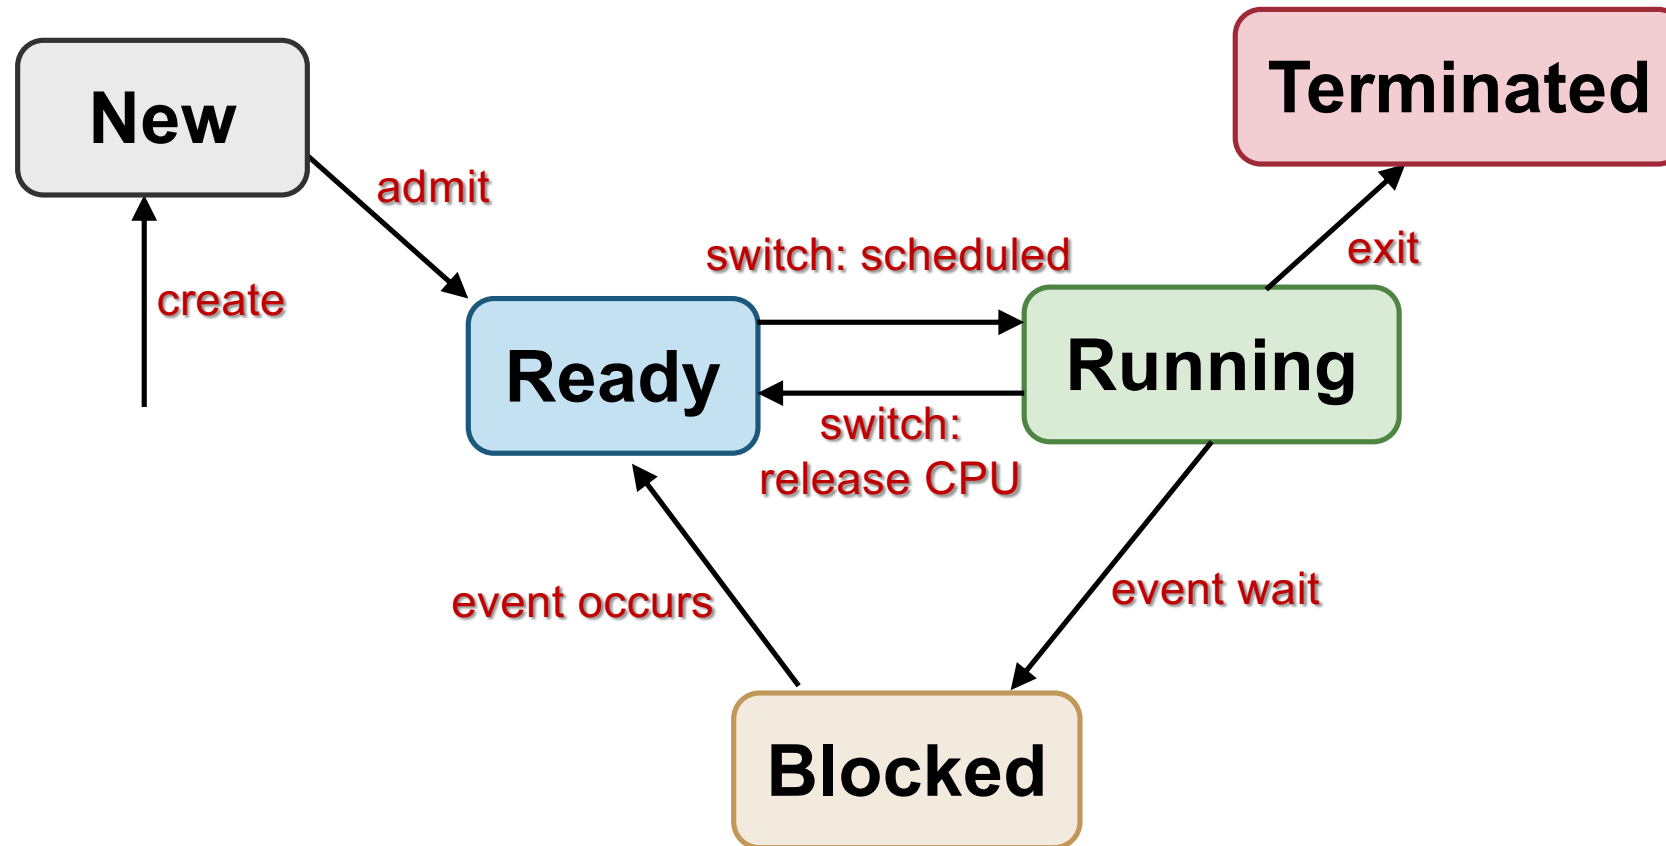 New
Terminated
admit
switch: scheduled
exit
create
Ready
Running
switch:
release CPU
event occurs
event wait
Blocked